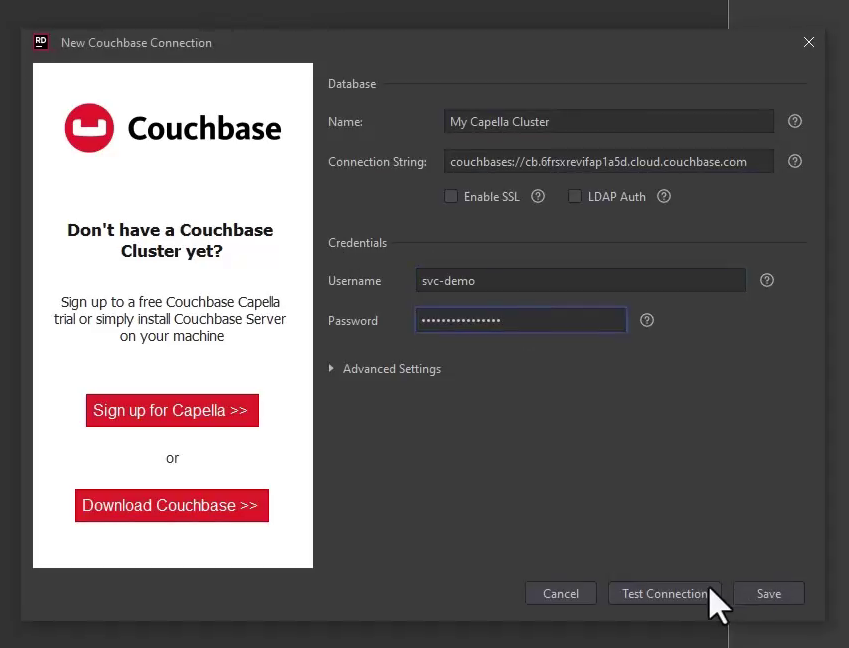 RD
New Couchbase Connection
Couchbase
Don't have a Couchbase
Cluster yet?
Sign up to a free Couchbase Capella
trial or simply install Couchbase Server
on your machine
Sign up for Capella >>
or
Download Couchbase >>
Database
Name:
My Capella Cluster
?
Connection String:
couchbases://cb.6frsxrevifap1a5d.cloud.couchbase.com
?
Enable SSL ? LDAP Auth ?
Credentials
Username
svc-demo
?
Password
••••••••••••••••
?
Advanced Settings
Cancel
Test Connection
Save